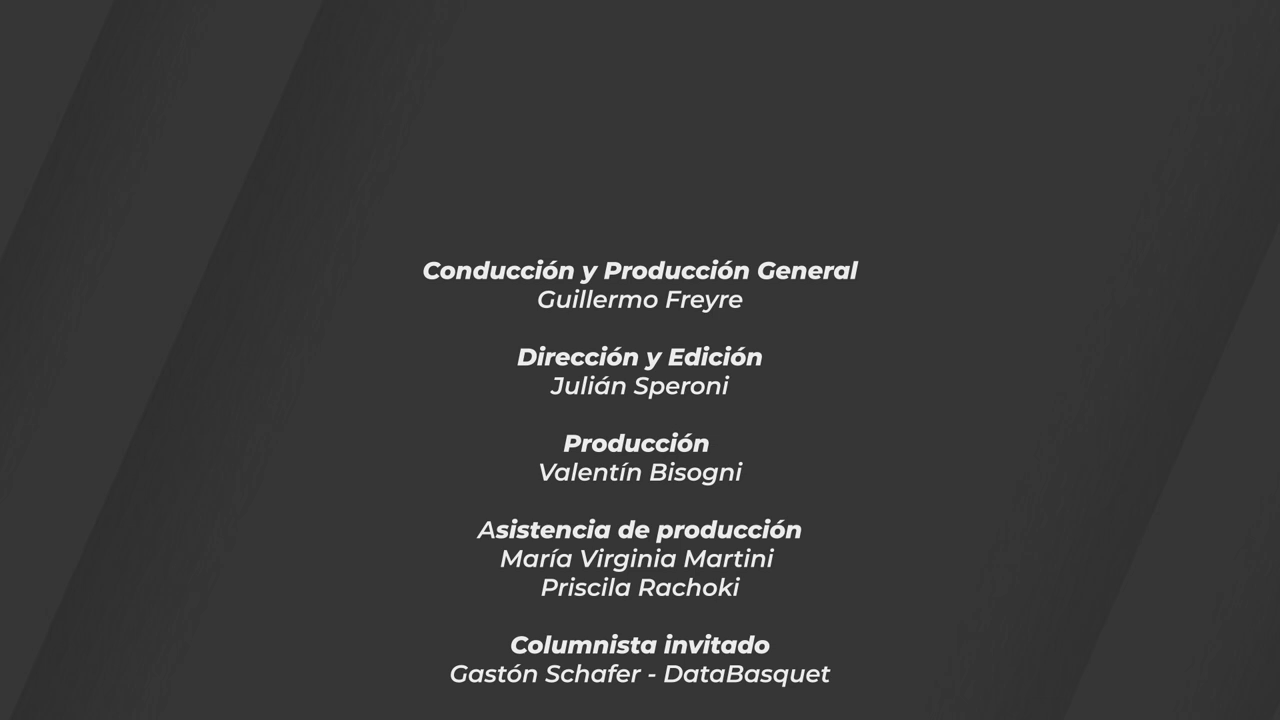 Conducción y Producción General
Guillermo Freyre
Dirección y Edición
Julián Speroni
Producción
Valentín Bisogni
Asistencia de producción
María Virginia Martini
Priscila Rachoki
Columnista invitado
Gastón Schafer - DataBasquet